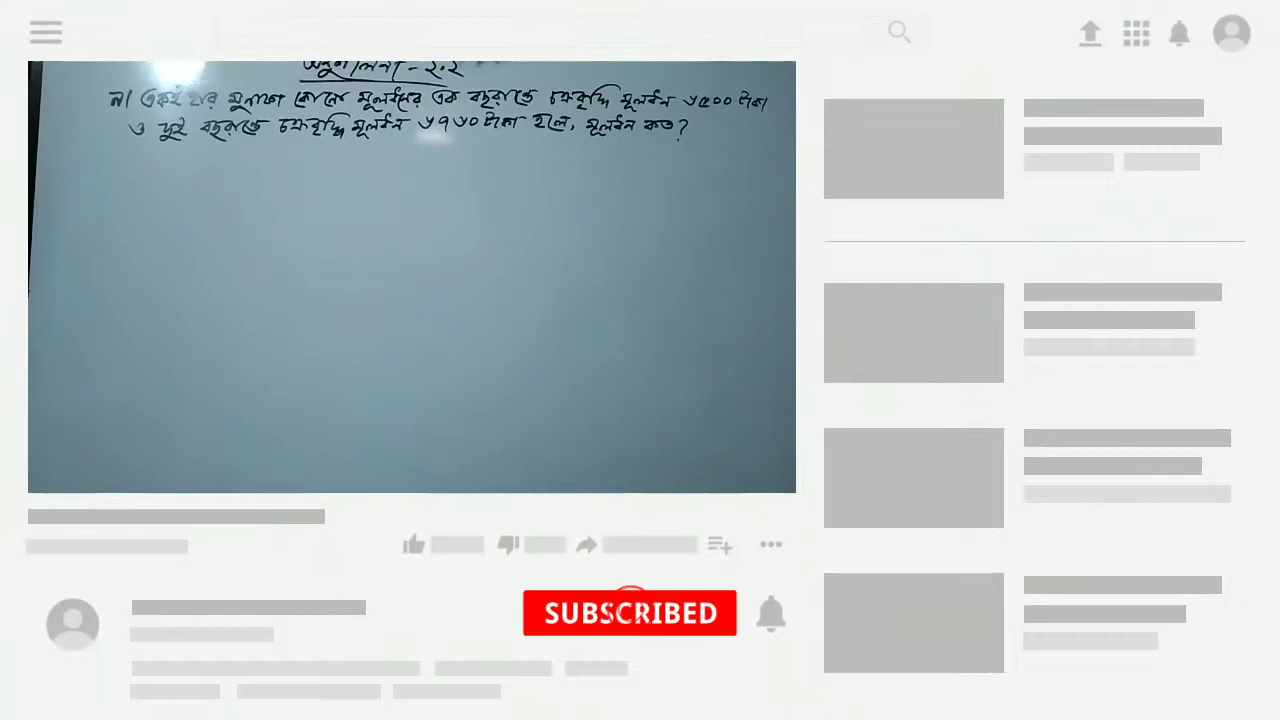 অনুশীলনী - ২.২
ন। একই হার মুনাফা কোনো মূলধনের এক বছরান্তে চক্রবৃদ্ধি মূলধন ৬৫০০ টাকা
ও দুই বছরান্তে চক্রবৃদ্ধি মূলধন ৬৭৬০ টাকা হলে, মূলধন কত?
SUBSCRIBED